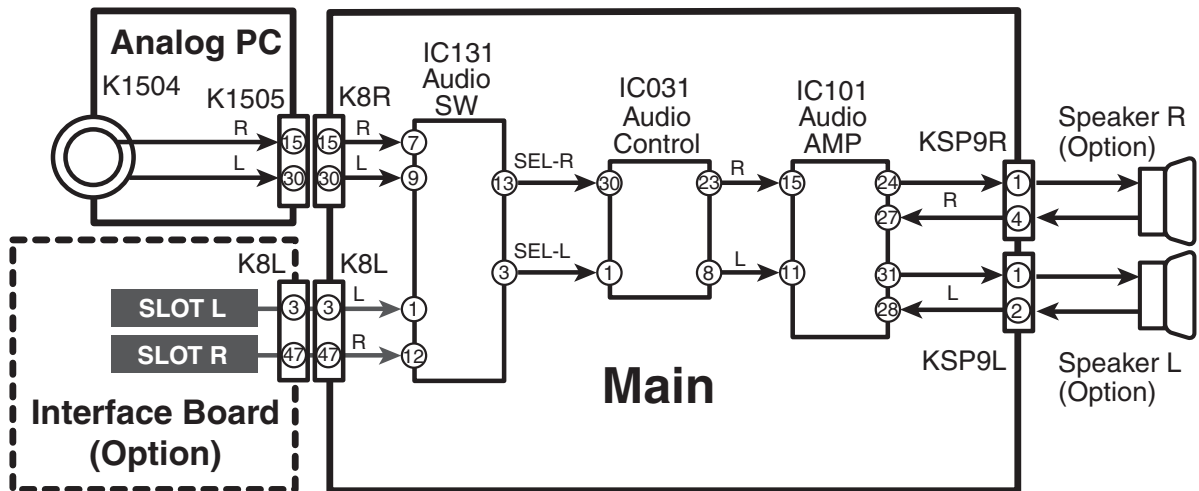 Analog PC
K1504
K1505
R
L
15
30
K8R
15
30
R
L
IC131
Audio
SW
7
9
1
12
13
3
SEL-R
SEL-L
IC031
Audio
Control
30
1
23
8
R
L
IC101
Audio
AMP
15
11
24
27
31
28
R
L
KSP9R
1
4
1
2
KSP9L
Speaker R
(Option)
Speaker L
(Option)
K8L
K8L
SLOT L
3
3
L
SLOT R
47
47
R
Interface Board
(Option)
Main